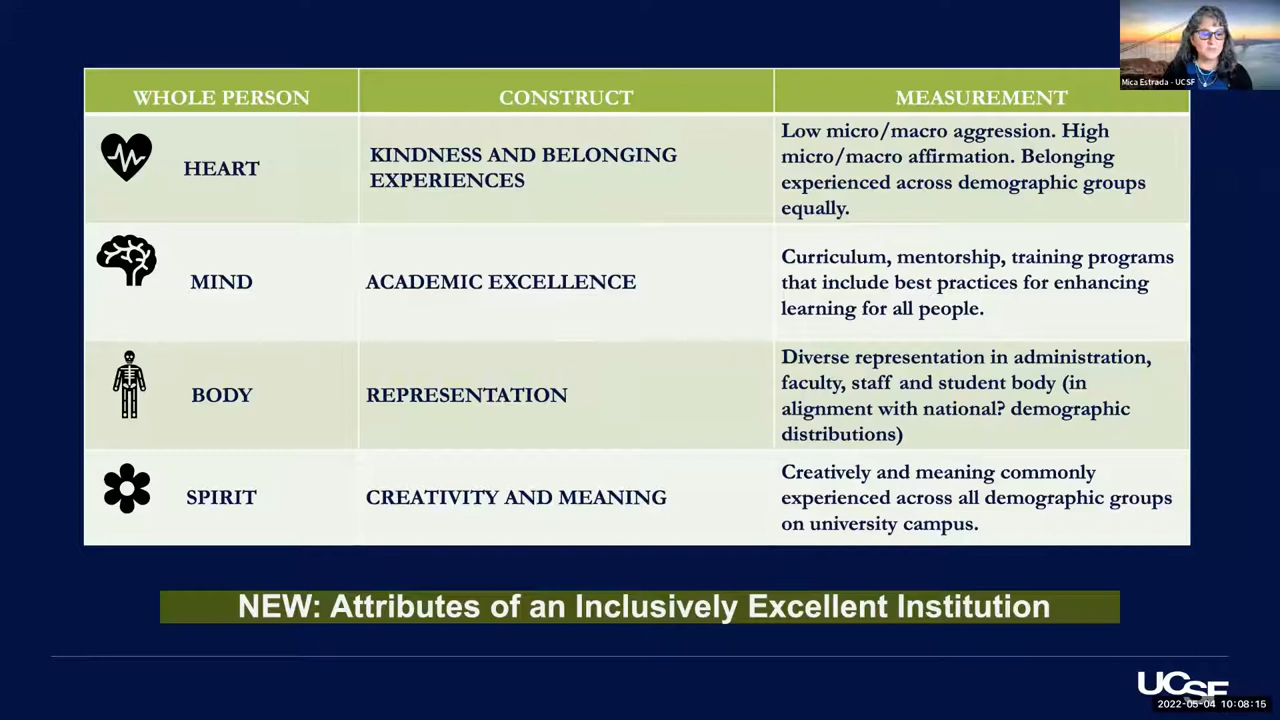 Mica Estrada - UCSF
WHOLE PERSON
CONSTRUCT
MEASUREMENT
HEART
KINDNESS AND BELONGING
EXPERIENCES
Low micro/macro aggression. High
micro/macro affirmation. Belonging
experienced across demographic groups
equally.
MIND
ACADEMIC EXCELLENCE
Curriculum, mentorship, training programs
that include best practices for enhancing
learning for all people.
BODY
REPRESENTATION
Diverse representation in administration,
faculty, staff and student body (in
alignment with national? demographic
distributions)
SPIRIT
CREATIVITY AND MEANING
Creatively and meaning commonly
experienced across all demographic groups
on university campus.
NEW: Attributes of an Inclusively Excellent Institution
UCSF
2022-05-04 10:08:15